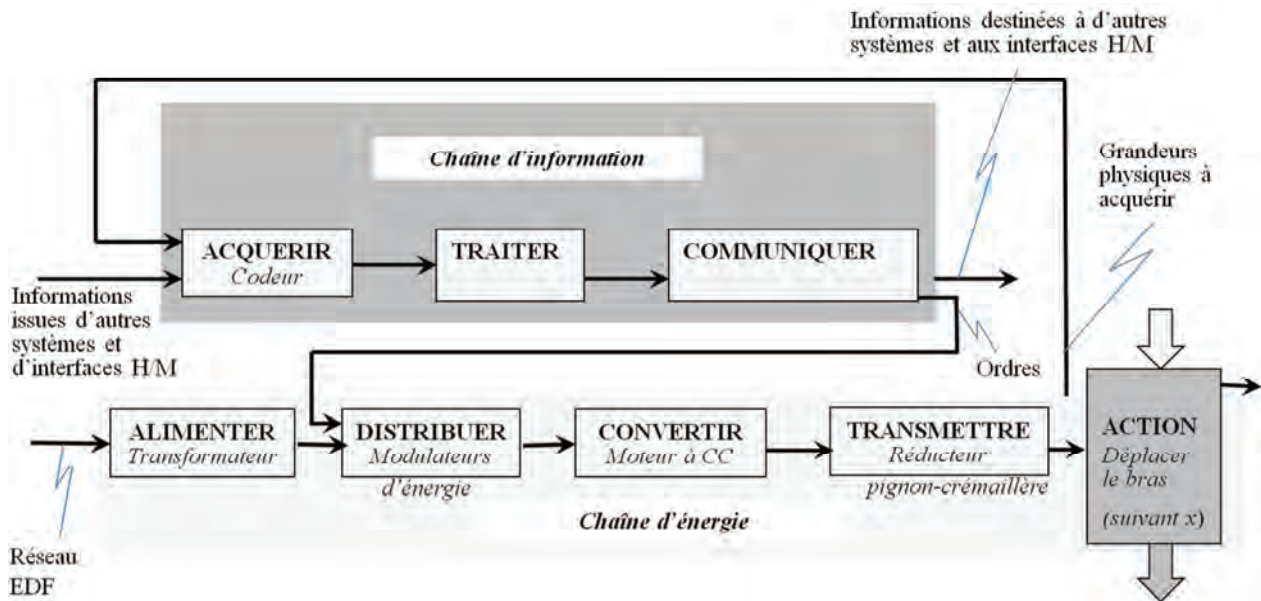 Informations destinées à d'autres
systèmes et aux interfaces H/M
Chaîne d'information
Grandeurs
physiques à
acquérir
ACQUERIR
Codeur
TRAITER
COMMUNIQUER
Informations
issues d'autres
systèmes et
d'interfaces H/M
Ordres
ALIMENTER
Transformateur
DISTRIBUER
Modulateurs
d'énergie
CONVERTIR
Moteur à CC
TRANSMETTRE
Réducteur
pignon-crémaillère
ACTION
Déplacer
le bras
(suivant x)
Chaîne d'énergie
Réseau
EDF